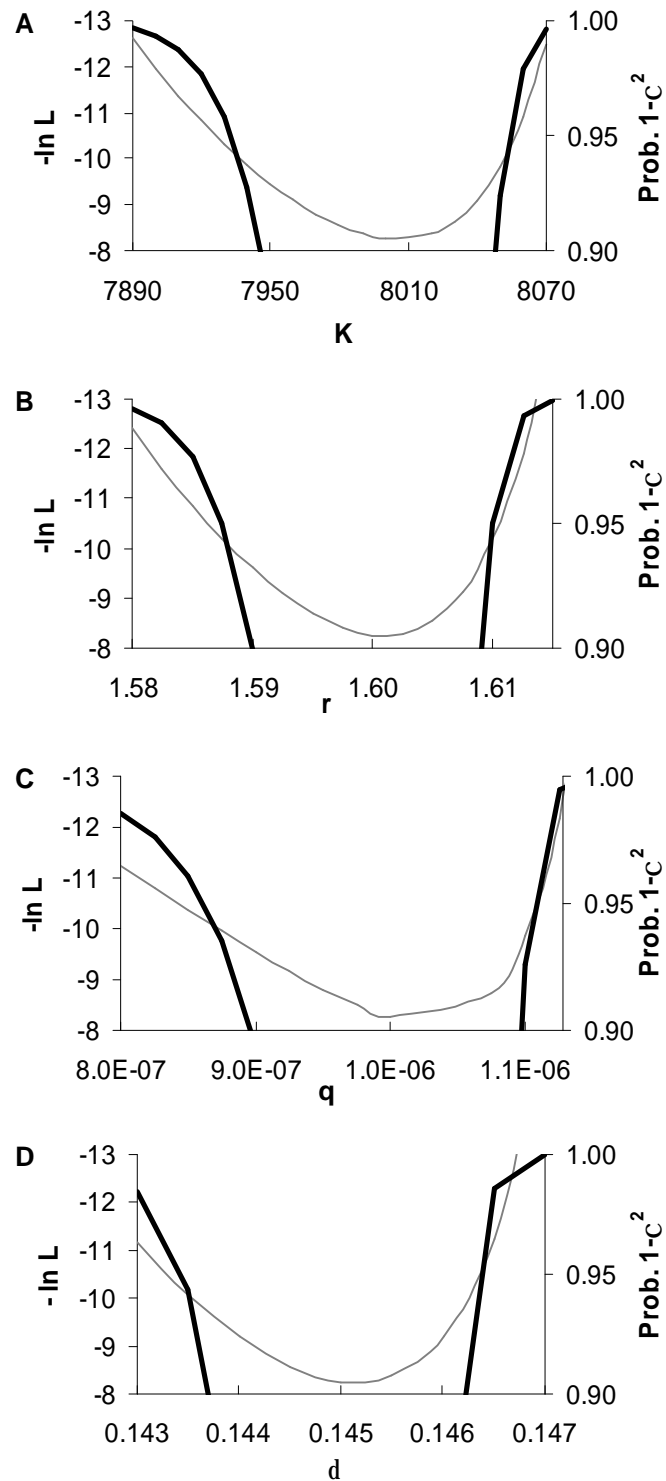 A
-13
-12
-11
-10
-9
-8
-ln L
1.00
0.95
0.90
Prob. 1-c²
7890 7950 8010 8070
K
B
-13
-12
-11
-10
-9
-8
-ln L
1.00
0.95
0.90
Prob. 1-c²
1.58 1.59 1.60 1.61
r
C
-13
-12
-11
-10
-9
-8
-ln L
1.00
0.95
0.90
Prob. 1-c²
8.0E-07 9.0E-07 1.0E-06 1.1E-06
q
D
-13
-12
-11
-10
-9
-8
- ln L
1.00
0.95
0.90
Prob. 1-c²
0.143 0.144 0.145 0.146 0.147
d